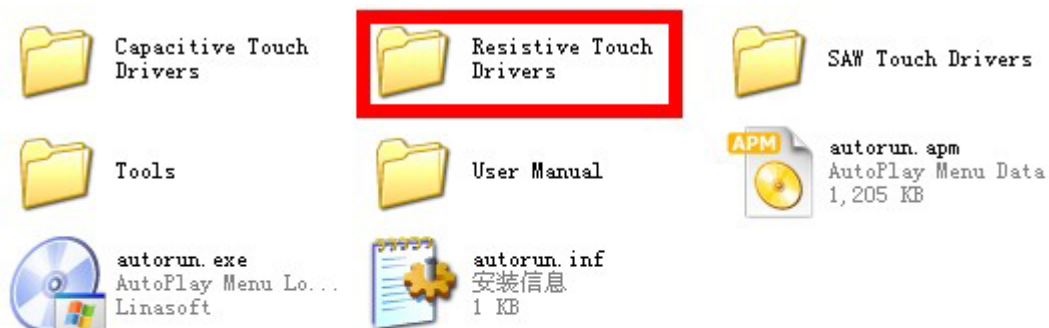 Capacitive Touch
Drivers
Resistive Touch
Drivers
SAW Touch Drivers
Tools
User Manual
APM
autorun.apm
AutoPlay Menu Data
1,205 KB
autorun.exe
AutoPlay Menu Lo...
Linasoft
autorun.inf
安装信息
1 KB